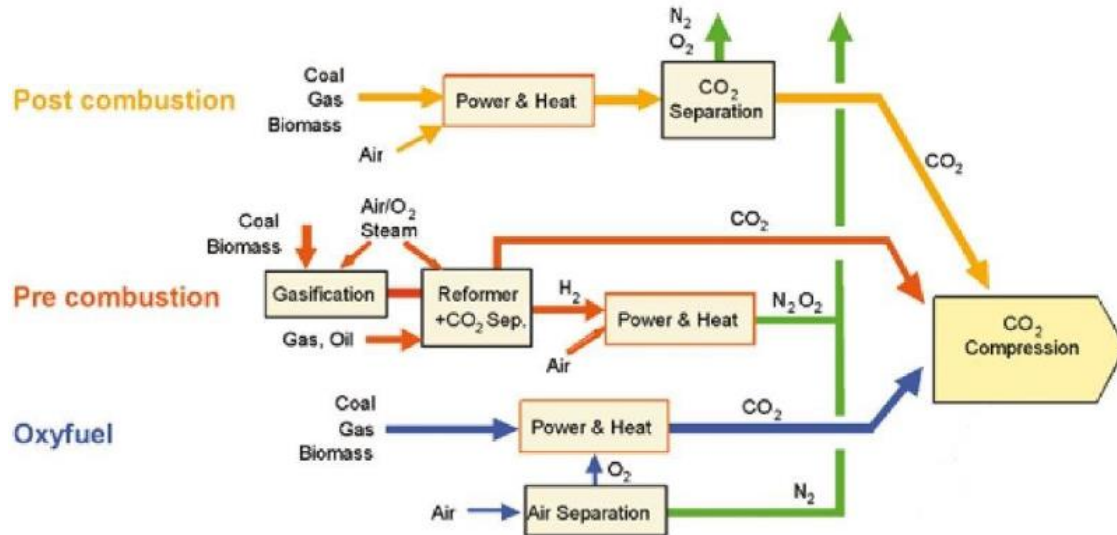 N₂
O₂
Post combustion
Coal
Gas
Biomass
Air
Power & Heat
CO₂
Separation
CO₂
Pre combustion
Coal
Biomass
Air/O₂
Steam
Gasification
Gas, Oil
Reformer
+CO₂ Sep.
CO₂
H₂
Air
Power & Heat
N₂O₂
CO₂
Compression
Oxyfuel
Coal
Gas
Biomass
Power & Heat
CO₂
O₂
Air
Air Separation
N₂